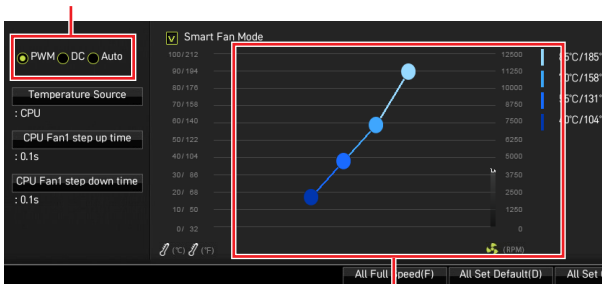 PWM DC Auto
Temperature Source
: CPU
CPU Fan1 step up time
: 0.1s
CPU Fan1 step down time
: 0.1s
V Smart Fan Mode
100/212 12500
90/194 11250
80/176 10000
70/158 8750
60/140 7500
50/122 6250
40/104 5000
30/ 86 3750
20/ 68 2500
10/ 50 1250
0/ 32 0
(°C) (°F) (RPM)
°C/185°
°C/158°
°C/131°
°C/104°
All Full Speed(F) All Set Default(D) All Set